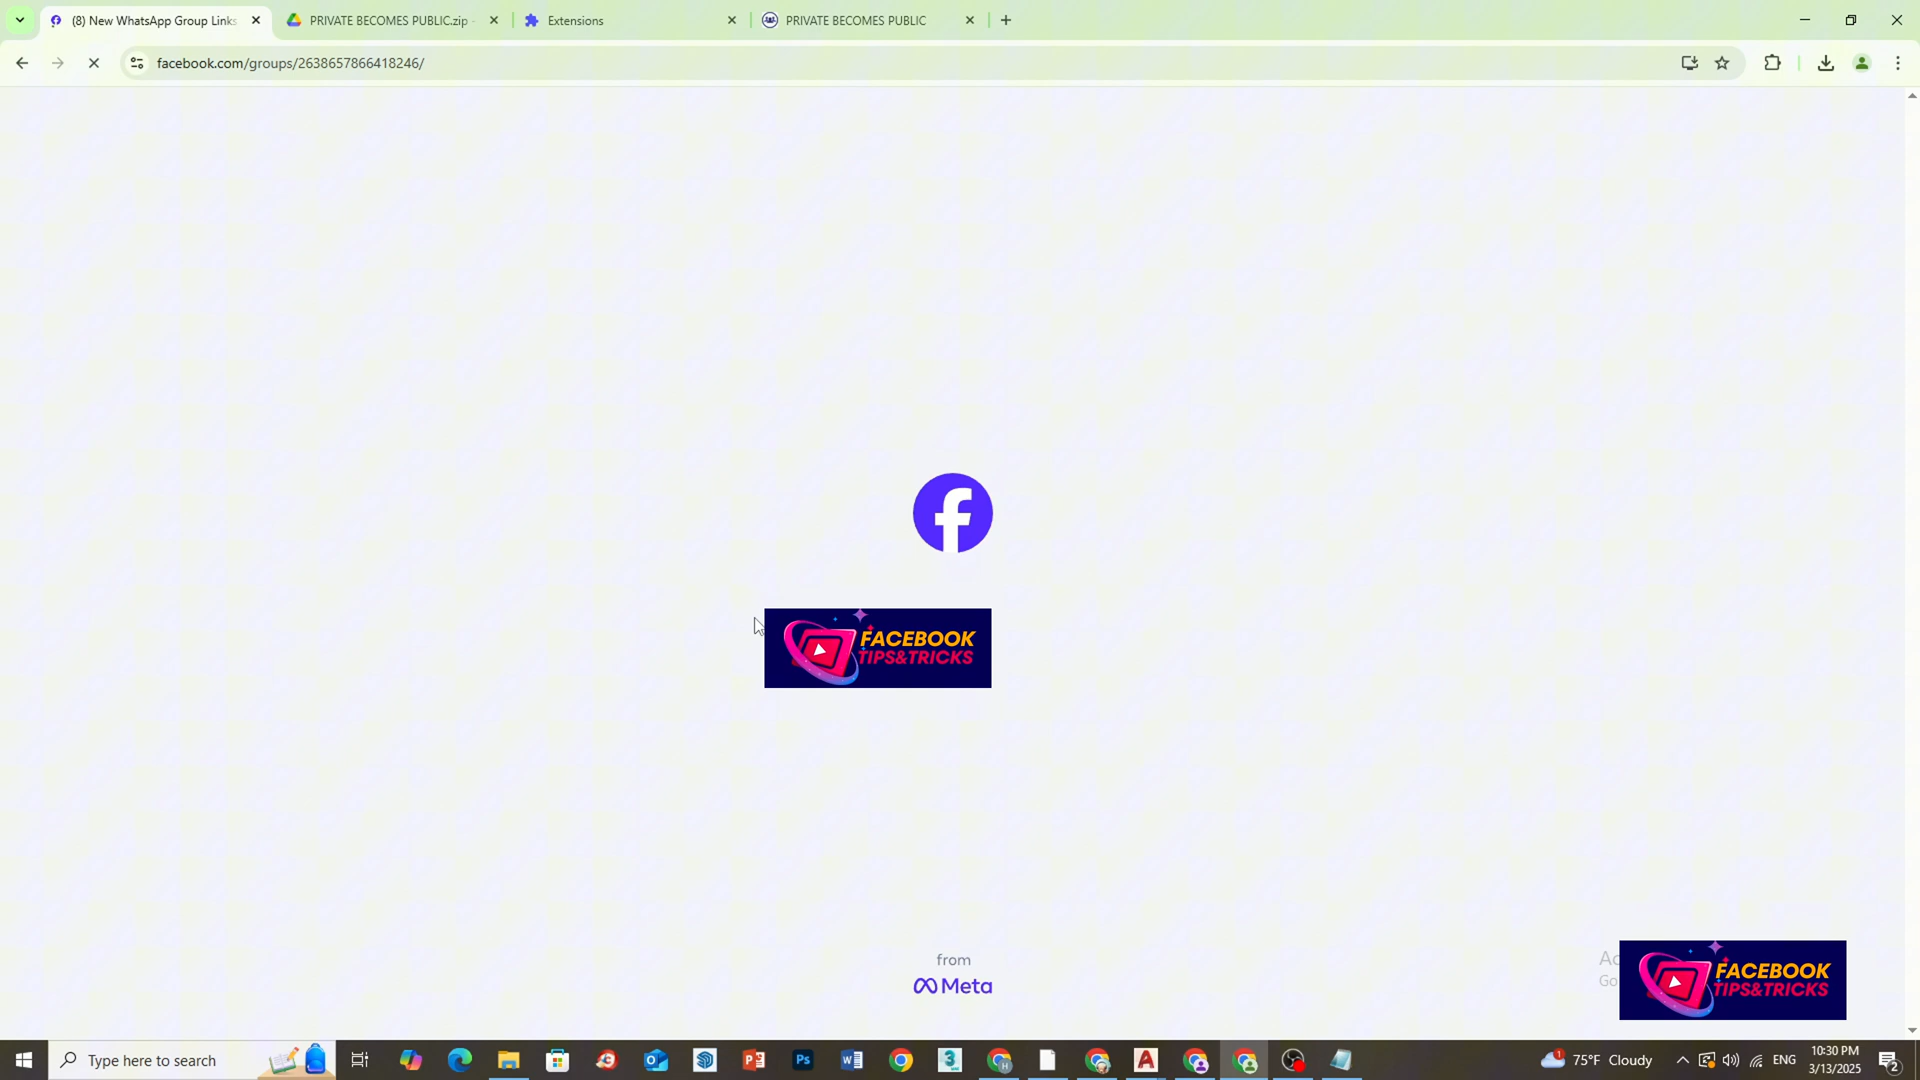 (8) New WhatsApp Group Links
PRIVATE BECOMES PUBLIC.zip -
Extensions
PRIVATE BECOMES PUBLIC
facebook.com/groups/2638657866418246/
FACEBOOK
TIPS&TRICKS
from
Meta
Ac
Go
FACEBOOK
TIPS&TRICKS
Type here to search
75°F Cloudy
ENG
10:30 PM
3/13/2025